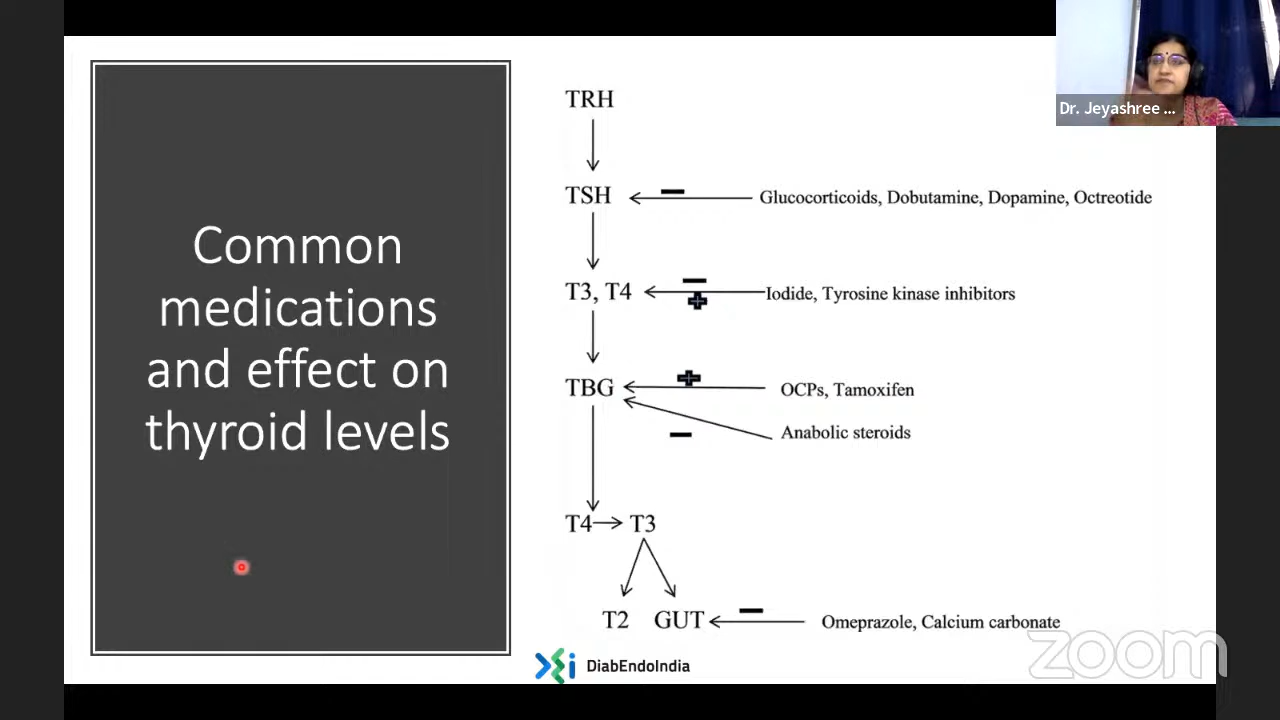 Dr. Jeyashree ...
Common
medications
and effect on
thyroid levels
TRH
TSH
Glucocorticoids, Dobutamine, Dopamine, Octreotide
T3, T4
Iodide, Tyrosine kinase inhibitors
TBG
OCPs, Tamoxifen
Anabolic steroids
T4 T3
T2 GUT
Omeprazole, Calcium carbonate
DiabEndoIndia
zoom